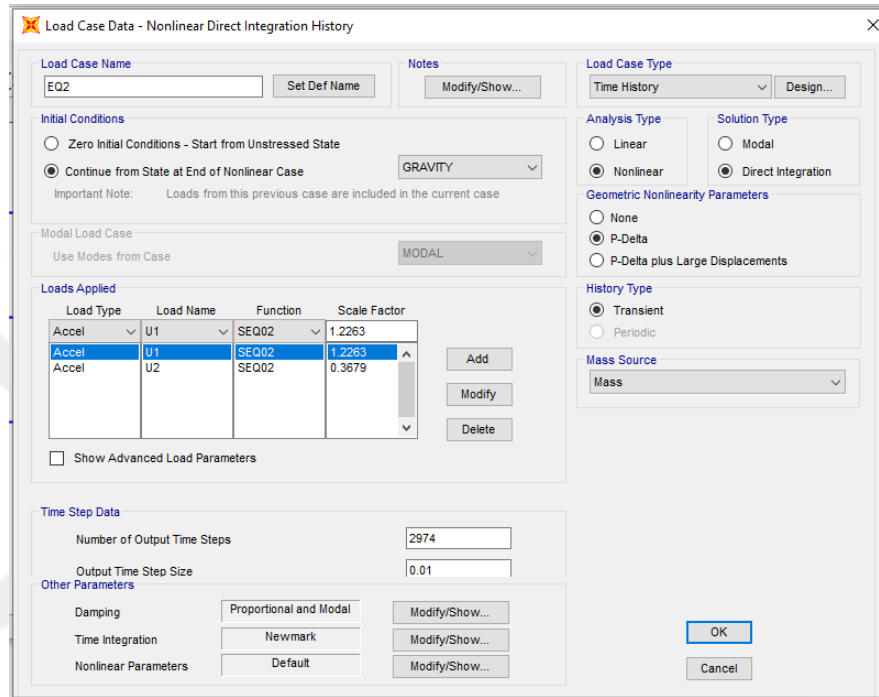 Load Case Data - Nonlinear Direct Integration History
Load Case Name
EQ2
Set Def Name
Notes
Modify/Show...
Load Case Type
Time History
Design...
Initial Conditions
Zero Initial Conditions - Start from Unstressed State
Continue from State at End of Nonlinear Case
GRAVITY
Important Note: Loads from this previous case are included in the current case
Analysis Type
Linear
Nonlinear
Solution Type
Modal
Direct Integration
Geometric Nonlinearity Parameters
None
P-Delta
P-Delta plus Large Displacements
Modal Load Case
Use Modes from Case
MODAL
Loads Applied
Load Type Load Name Function Scale Factor
Accel U1 SEQ02 1.2263
Accel U1 SEQ02 1.2263
Accel U2 SEQ02 0.3679
Add
Modify
Delete
Show Advanced Load Parameters
History Type
Transient
Periodic
Mass Source
Mass
Time Step Data
Number of Output Time Steps 2974
Output Time Step Size 0.01
Other Parameters
Damping Proportional and Modal Modify/Show...
Time Integration Newmark Modify/Show...
Nonlinear Parameters Default Modify/Show...
OK
Cancel